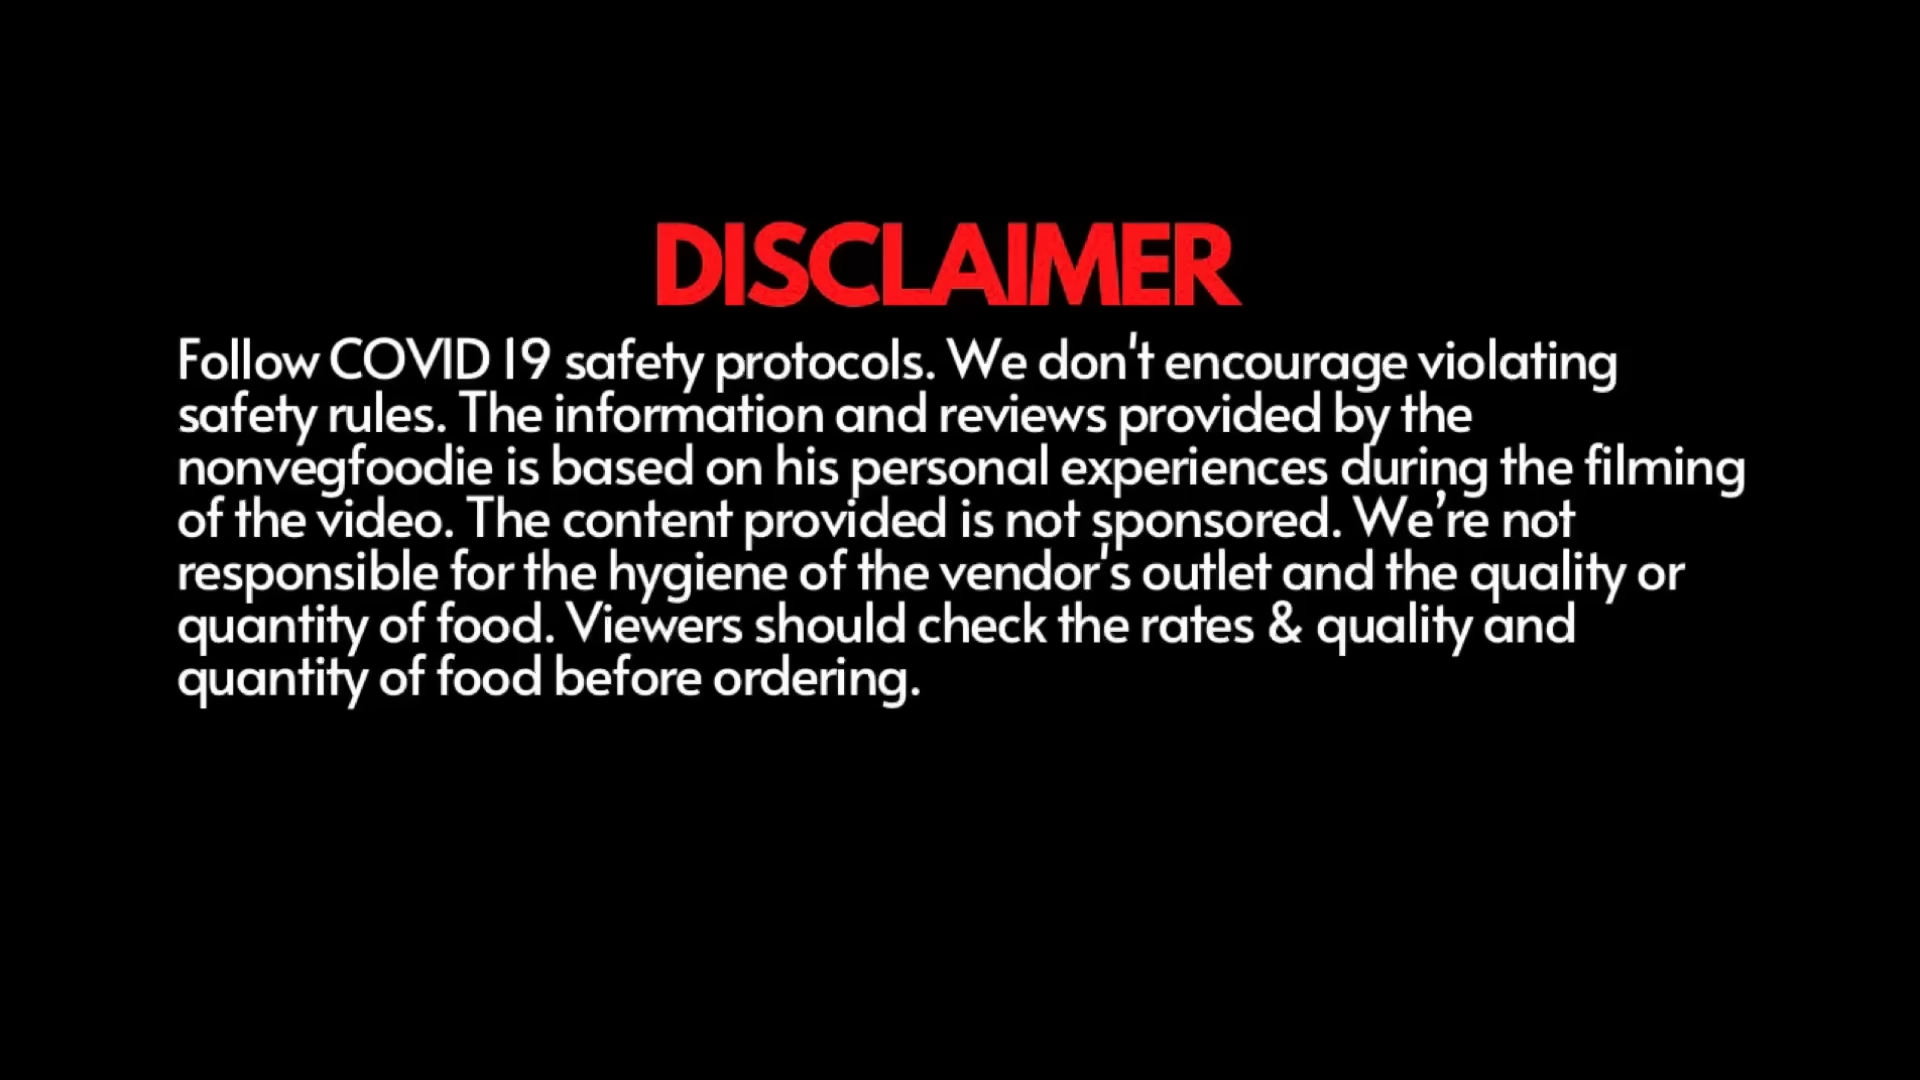 DISCLAIMER
Follow COVID 19 safety protocols. We don't encourage violating
safety rules. The information and reviews provided by the
nonvegfoodie is based on his personal experiences during the filming
of the video. The content provided is not sponsored. We’re not
responsible for the hygiene of the vendor's outlet and the quality or
quantity of food. Viewers should check the rates & quality and
quantity of food before ordering.